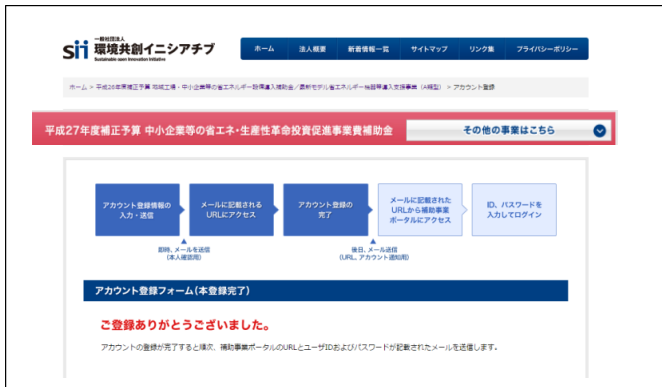 一般社団法人
sii 環境共創イニシアチブ
Sustainable open Innovation Initiative
ホーム 法人概要 新着情報一覧 サイトマップ リンク集 プライバシーポリシー
ホーム > 平成26年度補正予算 地域工場・中小企業等の省エネルギー設備導入補助金/最新モデル省エネルギー機器等導入支援事業(A類型) > アカウント登録
平成27年度補正予算 中小企業等の省エネ・生産性革命投資促進事業費補助金 その他の事業はこちら
アカウント登録情報の
入力・送信
メールに記載される
URLにアクセス
アカウント登録の
完了
メールに記載された
URLから補助事業
ポータルにアクセス
ID、パスワードを
入力してログイン
即時、メールを送信
(本人確認用)
後日、メール送信
(URL、アカウント通知用)
アカウント登録フォーム(本登録完了)
ご登録ありがとうございました。
アカウントの登録が完了すると順次、補助事業ポータルのURLとユーザIDおよびパスワードが記載されたメールを送信します。